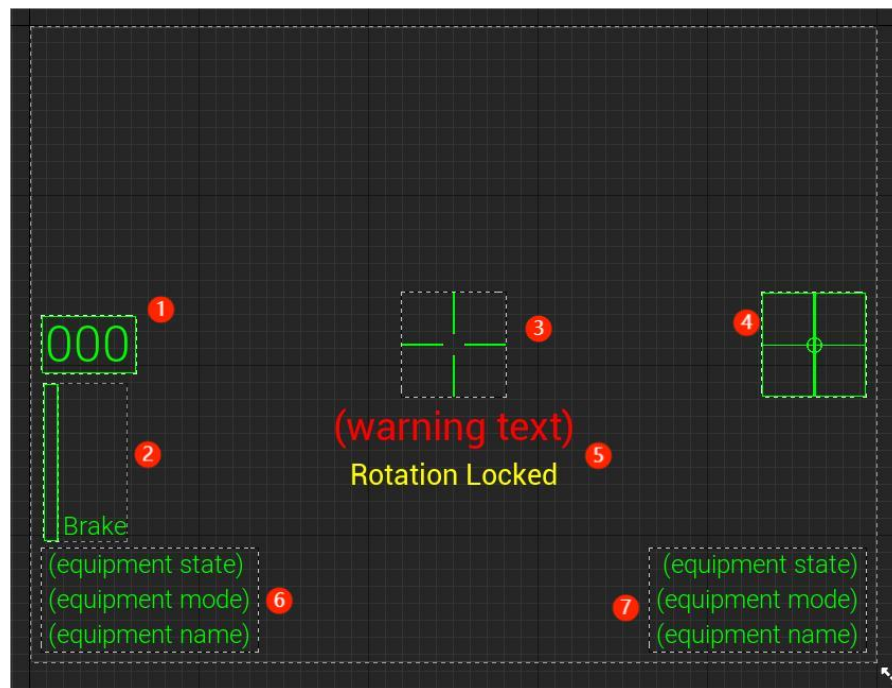 1
000
3
4
(warning text)
2
5
Rotation Locked
Brake
(equipment state)
(equipment mode)
(equipment name)
6
7
(equipment state)
(equipment mode)
(equipment name)